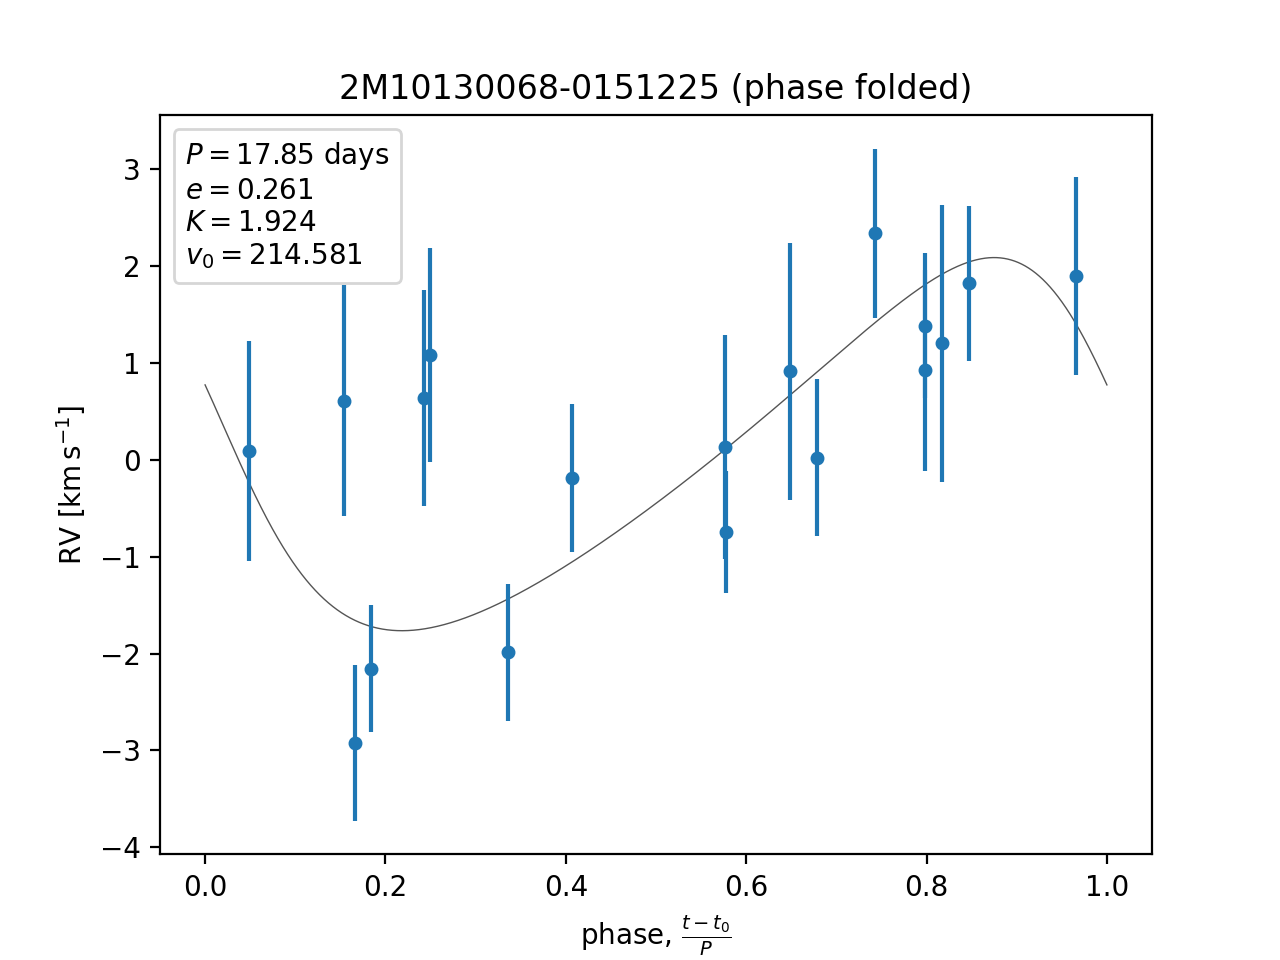 2M10130068-0151225 (phase folded)
P = 17.85 days
e = 0.261
K = 1.924
v₀ = 214.581
3
2
1
0
−1
−2
−3
−4
RV [km s⁻¹]
0.0 0.2 0.4 0.6 0.8 1.0
phase, (t − t₀)/P